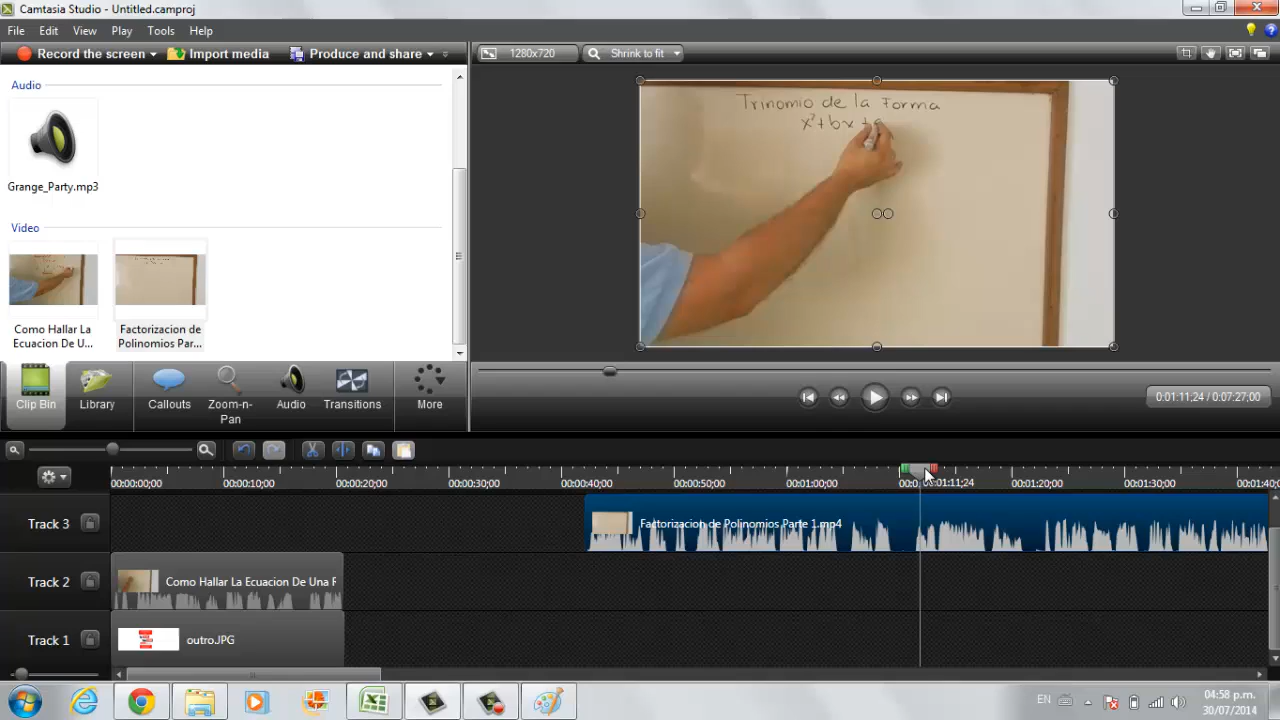 Camtasia Studio - Untitled.camproj
File Edit View Play Tools Help
Record the screen Import media Produce and share
1280x720 Shrink to fit
Audio
Grange_Party.mp3
Video
Como Hallar La Ecuacion De U...
Factorizacion de Polinomios Par...
Trinomio de la Forma
x²+bx+
Clip Bin Library Callouts Zoom-n-Pan Audio Transitions More
0:01:11;24 / 0:07:27;00
00:00:00;00 00:00:10;00 00:00:20;00 00:00:30;00 00:00:40;00 00:00:50;00 00:01:00;00 00:01:11;24 00:01:20;00 00:01:30;00 00:01:40;0
Track 3 Factorizacion de Polinomios Parte 1.mp4
Track 2 Como Hallar La Ecuacion De Una
Track 1 outro.JPG
EN 04:58 p.m.
30/07/2014